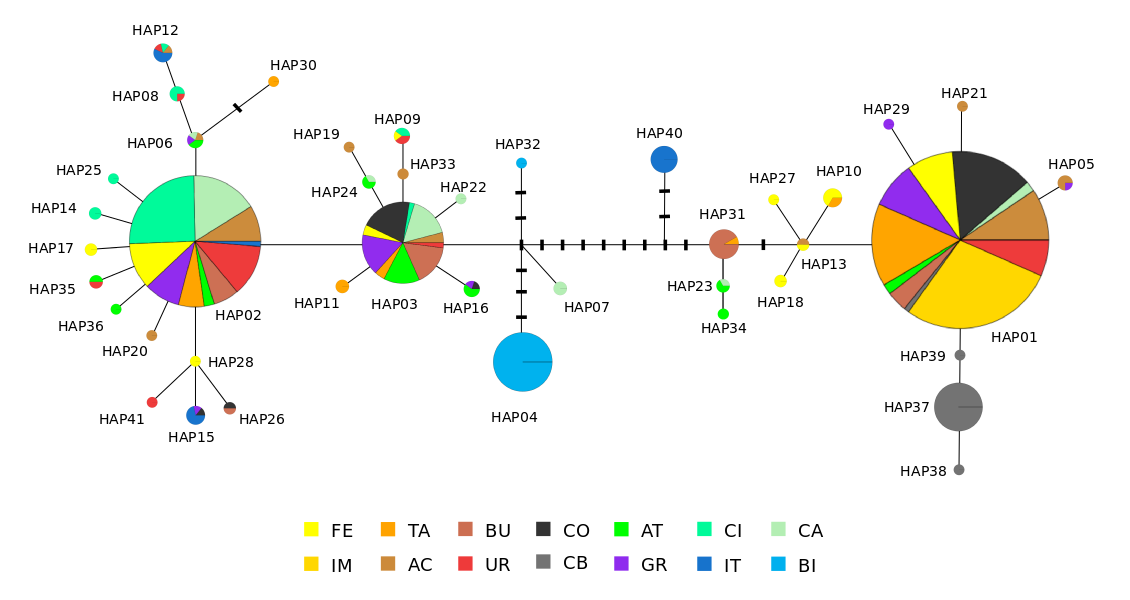 HAP12
HAP30
HAP08
HAP21
HAP29
HAP09
HAP19
HAP40
HAP06
HAP32
HAP33
HAP05
HAP25
HAP10
HAP27
HAP22
HAP24
HAP14
HAP31
HAP17
HAP13
HAP23
HAP35
HAP18
HAP11
HAP03
HAP16
HAP07
HAP02
HAP36
HAP34
HAP01
HAP20
HAP39
HAP28
HAP37
HAP41
HAP26
HAP04
HAP15
HAP38
FE TA BU CO AT CI CA
IM AC UR CB GR IT BI